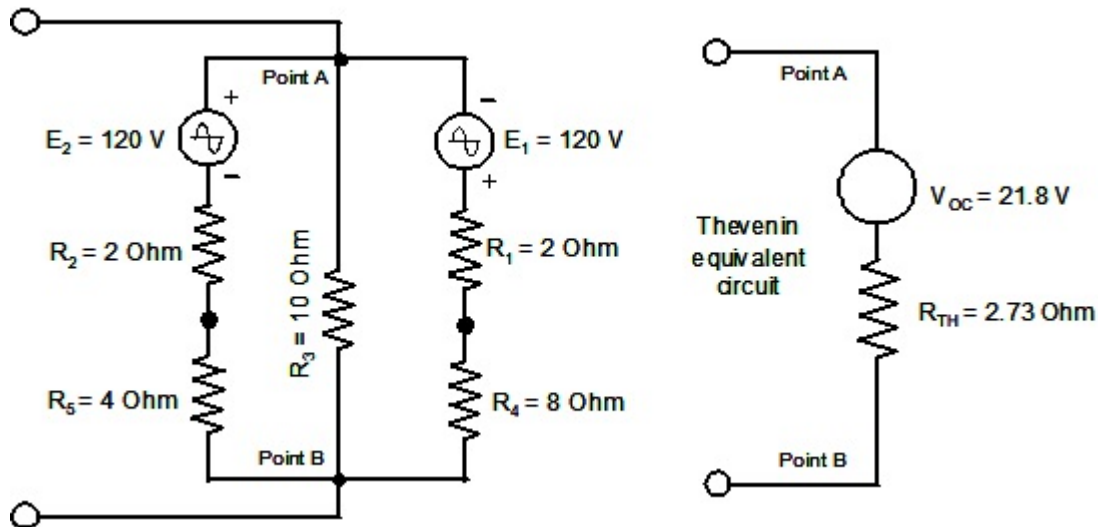 Point A
+
E2 = 120 V
−
R2 = 2 Ohm
R5 = 4 Ohm
R3 = 10 Ohm
−
E1 = 120 V
+
R1 = 2 Ohm
R4 = 8 Ohm
Point B
Point A
VOC = 21.8 V
Thevenin
equivalent
circuit
RTH = 2.73 Ohm
Point B